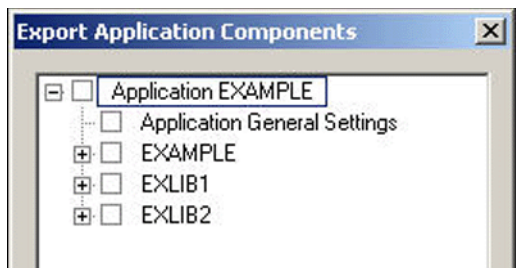 Export Application Components
Application EXAMPLE
Application General Settings
EXAMPLE
EXLIB1
EXLIB2